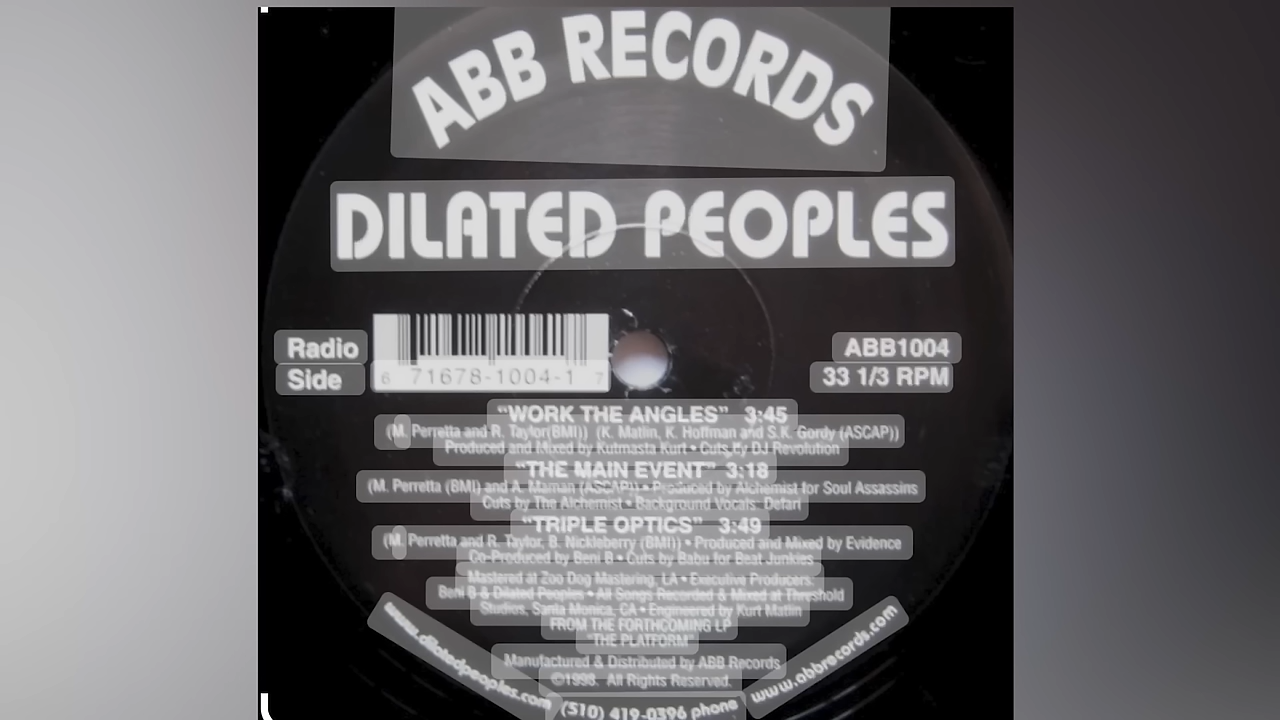 ABB RECORDS
DILATED PEOPLES
Radio
Side
6 71678-1004-1 7
ABB1004
33 1/3 RPM
"WORK THE ANGLES" 3:45
(M. Perretta and R. Taylor(BMI)) (K. Matlin, K. Hoffman and S.K. Gordy (ASCAP))
Produced and Mixed by Kutmasta Kurt • Cuts By DJ Revolution
"THE MAIN EVENT" 3:18
(M. Perretta (BMI) and A. Maman (ASCAP)) • Produced by Alchemist for Soul Assassins
Cuts by The Alchemist • Background Vocals: Defari
"TRIPLE OPTICS" 3:49
(M. Perretta and R. Taylor, B. Nickleberry (BMI)) • Produced and Mixed by Evidence
Co-Produced by Beni B • Cuts by Babu for Beat Junkies
Mastered at Zoo Dog Mastering, LA • Executive Producers:
Beni B & Dilated Peoples • All Songs Recorded & Mixed at Threshold
Studios, Santa Monica, CA • Engineered by Kurt Matlin
FROM THE FORTHCOMING LP
"THE PLATFORM"
Manufactured & Distributed by ABB Records
©1998. All Rights Reserved.
www.dilatedpeoples.com
(510) 419-0396 phone
www.abbrecords.com